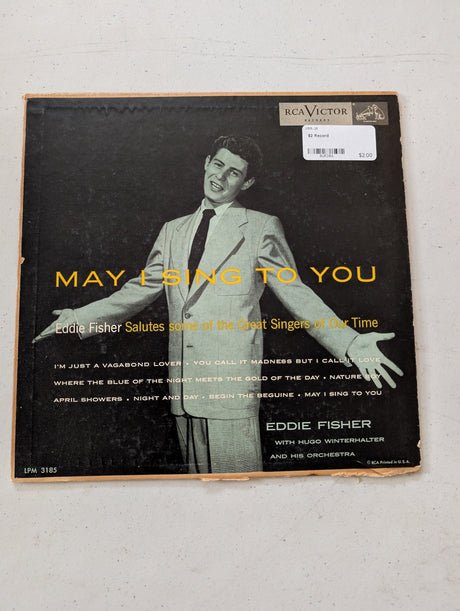 RCA VICTOR
RECORDS
$2 Record
$2.00
MAY I SING TO YOU
Eddie Fisher Salutes some of the Great Singers of Our Time
I'M JUST A VAGABOND LOVER • YOU CALL IT MADNESS BUT I CALL IT LOVE
WHERE THE BLUE OF THE NIGHT MEETS THE GOLD OF THE DAY • NATURE BOY
APRIL SHOWERS • NIGHT AND DAY • BEGIN THE BEGUINE • MAY I SING TO YOU
EDDIE FISHER
WITH HUGO WINTERHALTER
AND HIS ORCHESTRA
LPM 3185
© RCA Printed in U.S.A.